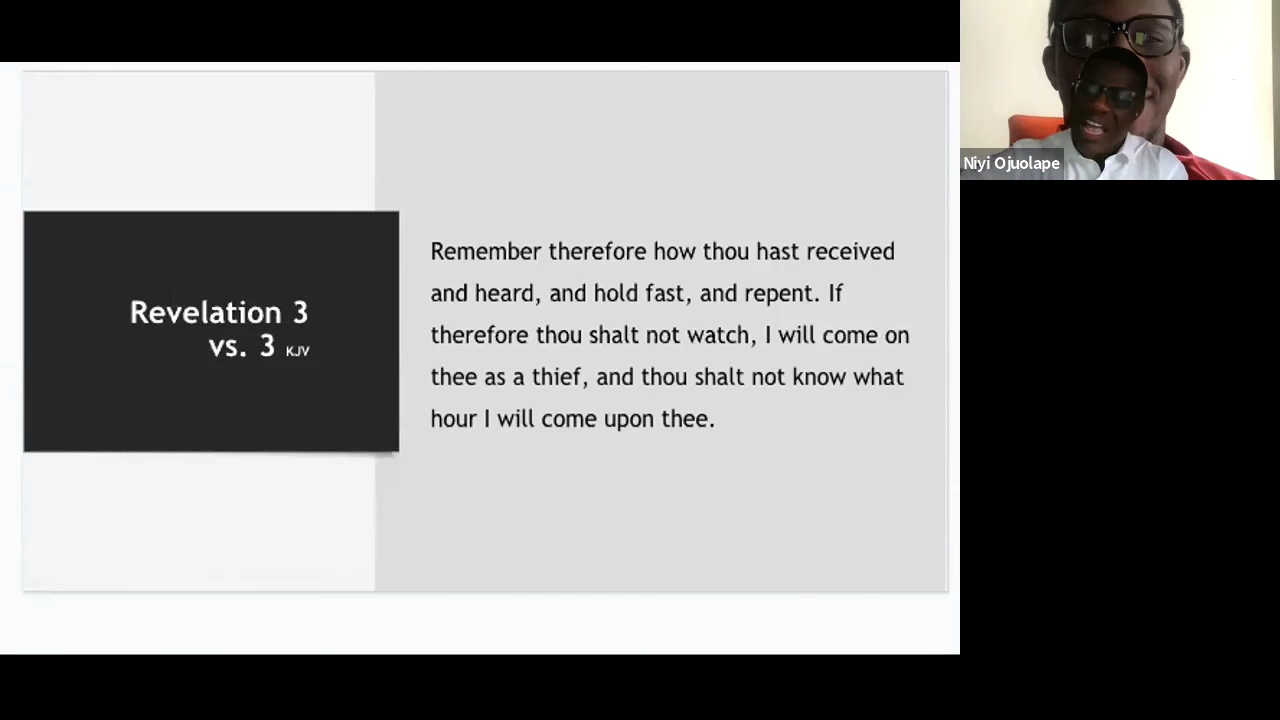 Revelation 3
vs. 3 KJV
Remember therefore how thou hast received
and heard, and hold fast, and repent. If
therefore thou shalt not watch, I will come on
thee as a thief, and thou shalt not know what
hour I will come upon thee.
Niyi Ojuolape